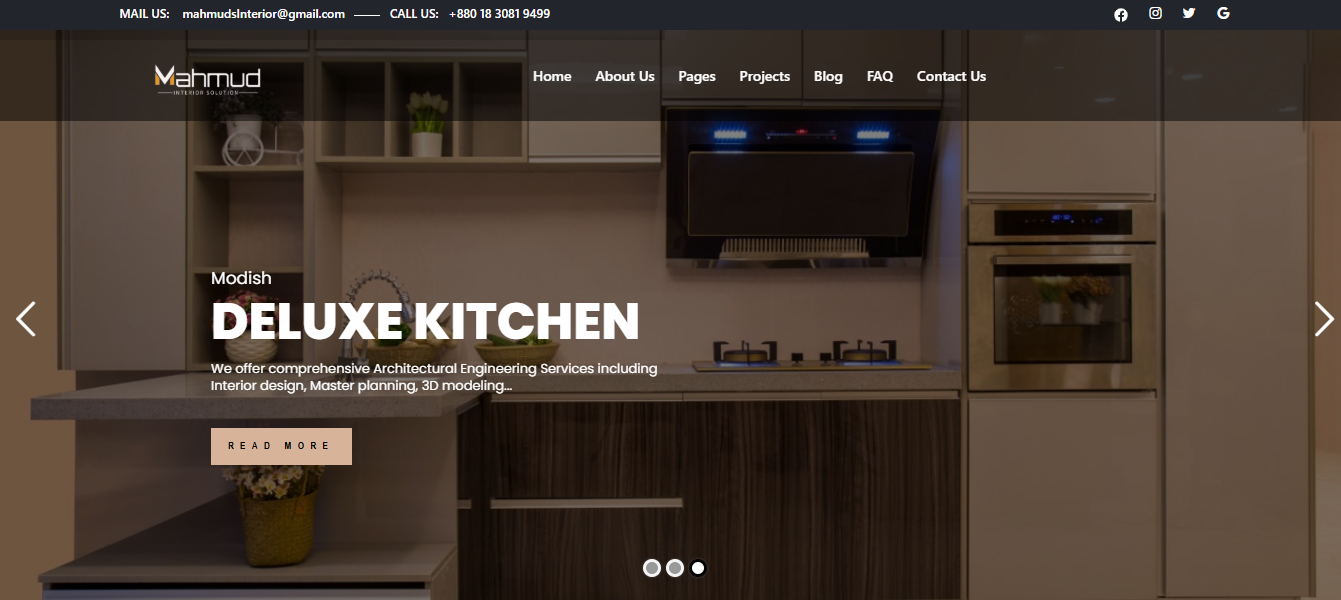 MAIL US: mahmudsInterior@gmail.com CALL US: +880 18 3081 9499
Mahmud
INTERIOR SOLUTION
Home About Us Pages Projects Blog FAQ Contact Us
Modish
DELUXE KITCHEN
We offer comprehensive Architectural Engineering Services including
Interior design, Master planning, 3D modeling...
READ MORE